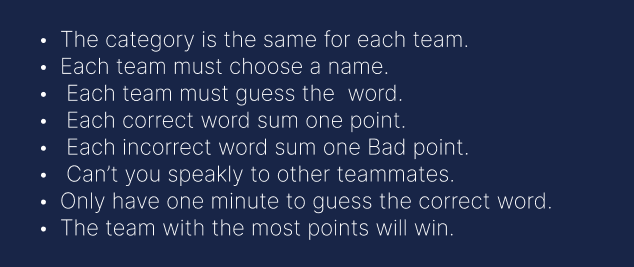 • The category is the same for each team.
• Each team must choose a name.
• Each team must guess the  word.
• Each correct word sum one point.
• Each incorrect word sum one Bad point.
• Can’t you speakly to other teammates.
• Only have one minute to guess the correct word.
• The team with the most points will win.